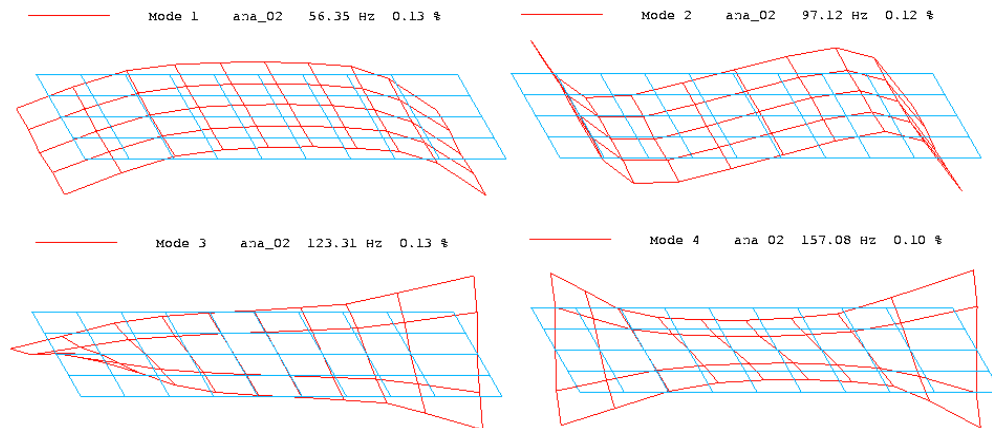 Mode 1 ana_02 56.35 Hz 0.13 %
Mode 2 ana_02 97.12 Hz 0.12 %
Mode 3 ana_02 123.31 Hz 0.13 %
Mode 4 ana 02 157.08 Hz 0.10 %